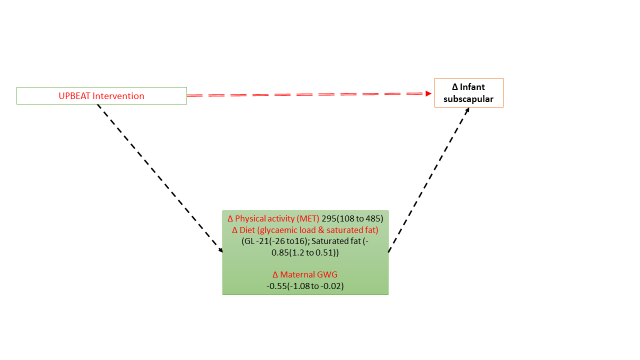 UPBEAT Intervention
Δ Infant
subscapular
Δ Physical activity (MET) 295(108 to 485)
Δ Diet (glycaemic load & saturated fat)
(GL -21(-26 to16); Saturated fat (-
0.85(1.2 to 0.51))
Δ Maternal GWG
-0.55(-1.08 to -0.02)